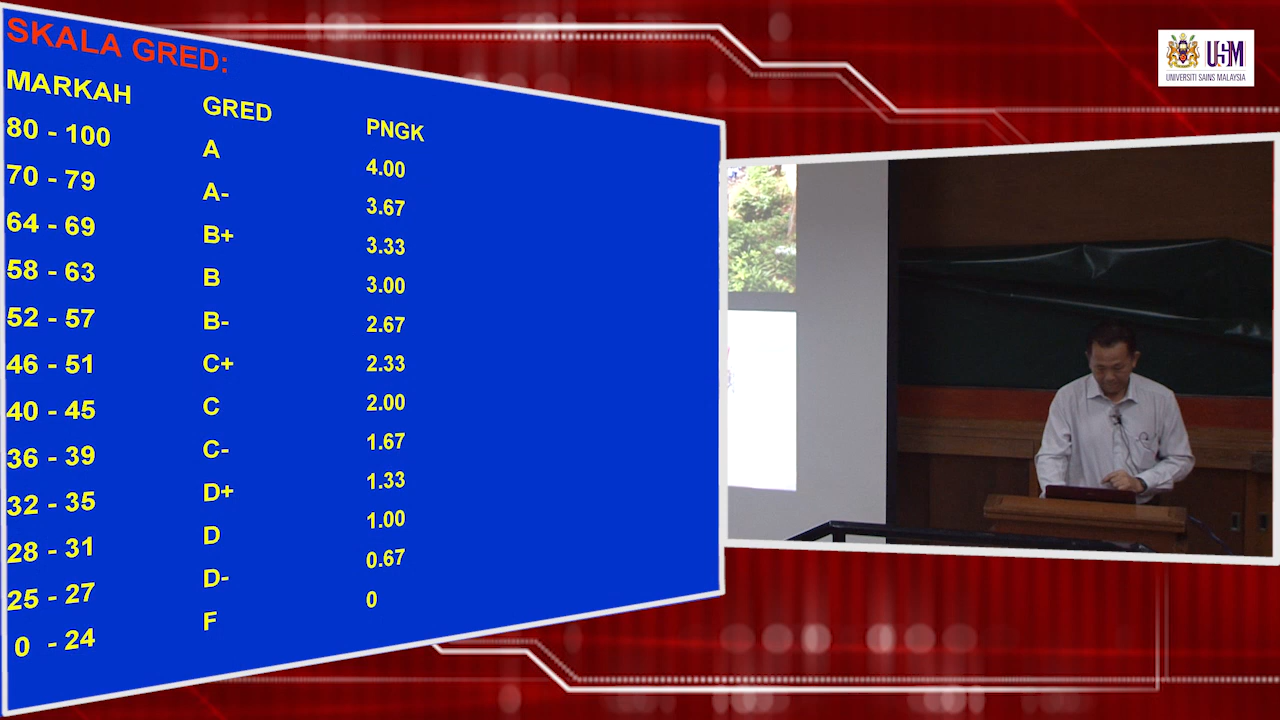 SKALA GRED:
MARKAH GRED PNGK
80 - 100 A 4.00
70 - 79 A- 3.67
64 - 69 B+ 3.33
58 - 63 B 3.00
52 - 57 B- 2.67
46 - 51 C+ 2.33
40 - 45 C 2.00
36 - 39 C- 1.67
32 - 35 D+ 1.33
28 - 31 D 1.00
25 - 27 D- 0.67
0 - 24 F 0
USM
UNIVERSITI SAINS MALAYSIA